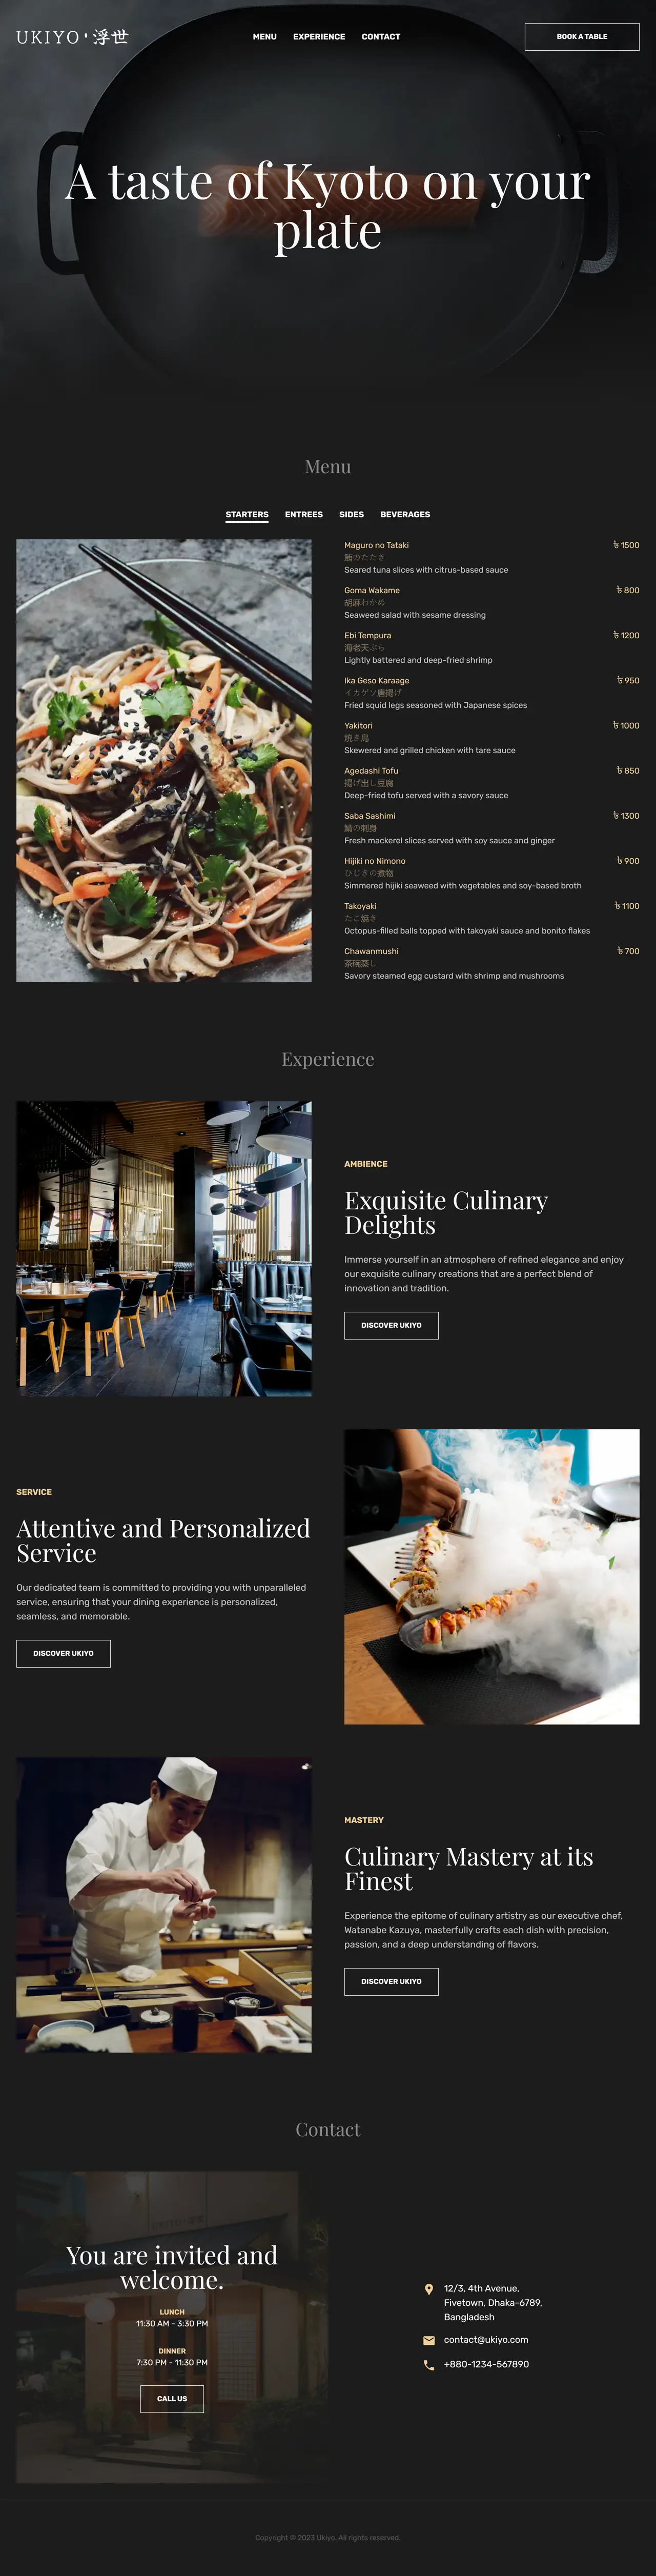 UKIYO・浮世
MENU EXPERIENCE CONTACT
BOOK A TABLE
A taste of Kyoto on your
plate
Menu
STARTERS ENTREES SIDES BEVERAGES
Maguro no Tataki ৳ 1500
鮪のたたき
Seared tuna slices with citrus-based sauce
Goma Wakame ৳ 800
胡麻わかめ
Seaweed salad with sesame dressing
Ebi Tempura ৳ 1200
海老天ぷら
Lightly battered and deep-fried shrimp
Ika Geso Karaage ৳ 950
イカゲソ唐揚げ
Fried squid legs seasoned with Japanese spices
Yakitori ৳ 1000
焼き鳥
Skewered and grilled chicken with tare sauce
Agedashi Tofu ৳ 850
揚げ出し豆腐
Deep-fried tofu served with a savory sauce
Saba Sashimi ৳ 1300
鯖の刺身
Fresh mackerel slices served with soy sauce and ginger
Hijiki no Nimono ৳ 900
ひじきの煮物
Simmered hijiki seaweed with vegetables and soy-based broth
Takoyaki ৳ 1100
たこ焼き
Octopus-filled balls topped with takoyaki sauce and bonito flakes
Chawanmushi ৳ 700
茶碗蒸し
Savory steamed egg custard with shrimp and mushrooms
Experience
AMBIENCE
Exquisite Culinary
Delights
Immerse yourself in an atmosphere of refined elegance and enjoy
our exquisite culinary creations that are a perfect blend of
innovation and tradition.
DISCOVER UKIYO
SERVICE
Attentive and Personalized
Service
Our dedicated team is committed to providing you with unparalleled
service, ensuring that your dining experience is personalized,
seamless, and memorable.
DISCOVER UKIYO
MASTERY
Culinary Mastery at its
Finest
Experience the epitome of culinary artistry as our executive chef,
Watanabe Kazuya, masterfully crafts each dish with precision,
passion, and a deep understanding of flavors.
DISCOVER UKIYO
Contact
You are invited and
welcome.
LUNCH
11:30 AM – 3:30 PM
DINNER
7:30 PM – 11:30 PM
CALL US
12/3, 4th Avenue,
Fivetown, Dhaka-6789,
Bangladesh
contact@ukiyo.com
+880-1234-567890
Copyright © 2023 Ukiyo. All rights reserved.